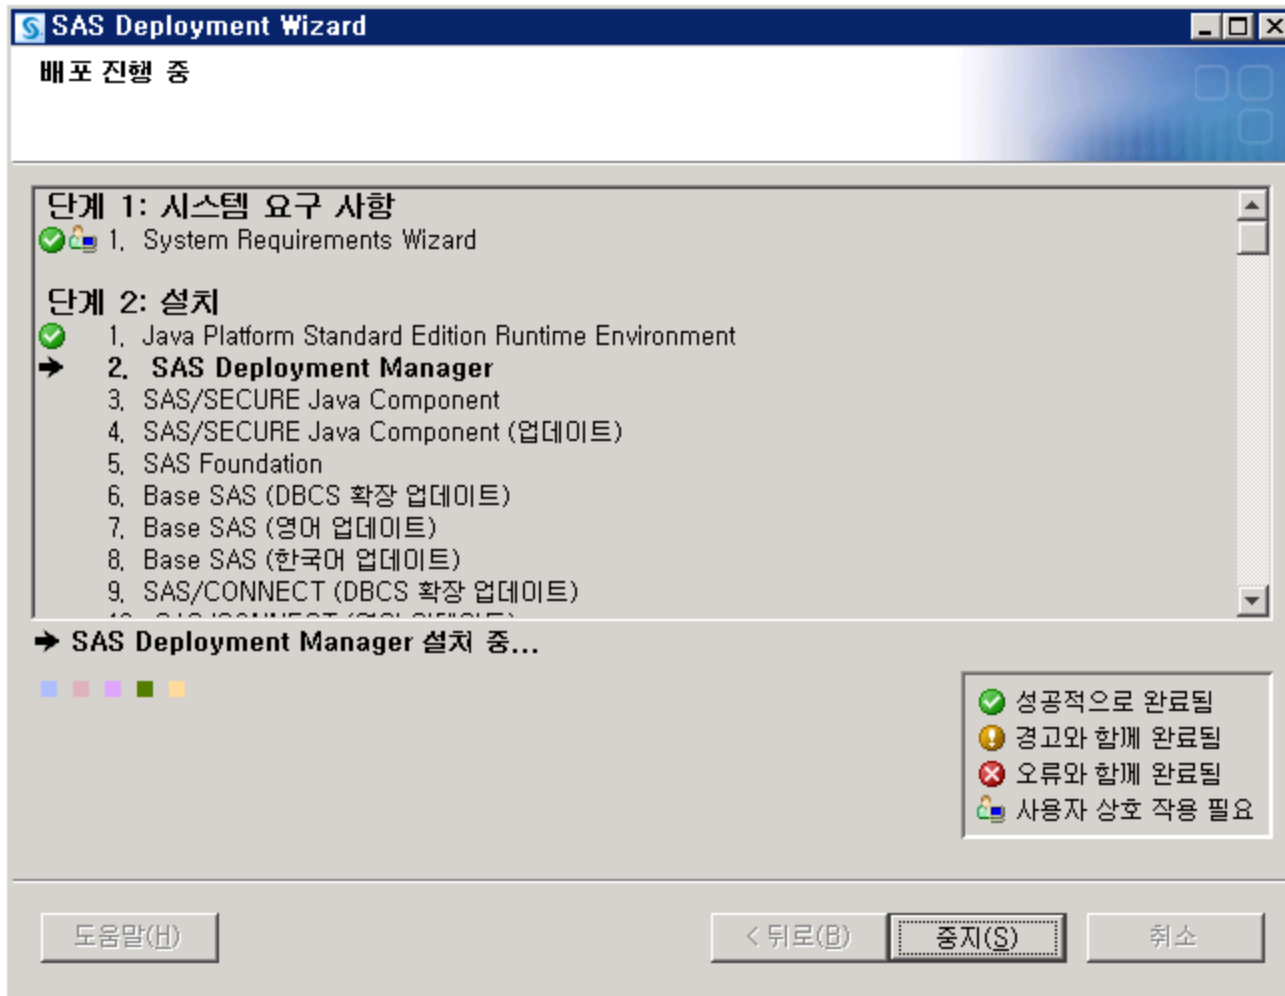 SAS Deployment Wizard
배포 진행 중
단계 1: 시스템 요구 사항
1. System Requirements Wizard
단계 2: 설치
1. Java Platform Standard Edition Runtime Environment
2. SAS Deployment Manager
3. SAS/SECURE Java Component
4. SAS/SECURE Java Component (업데이트)
5. SAS Foundation
6. Base SAS (DBCS 확장 업데이트)
7. Base SAS (영어 업데이트)
8. Base SAS (한국어 업데이트)
9. SAS/CONNECT (DBCS 확장 업데이트)
SAS Deployment Manager 설치 중...
성공적으로 완료됨
경고와 함께 완료됨
오류와 함께 완료됨
사용자 상호 작용 필요
도움말(H)
< 뒤로(B)
중지(S)
취소